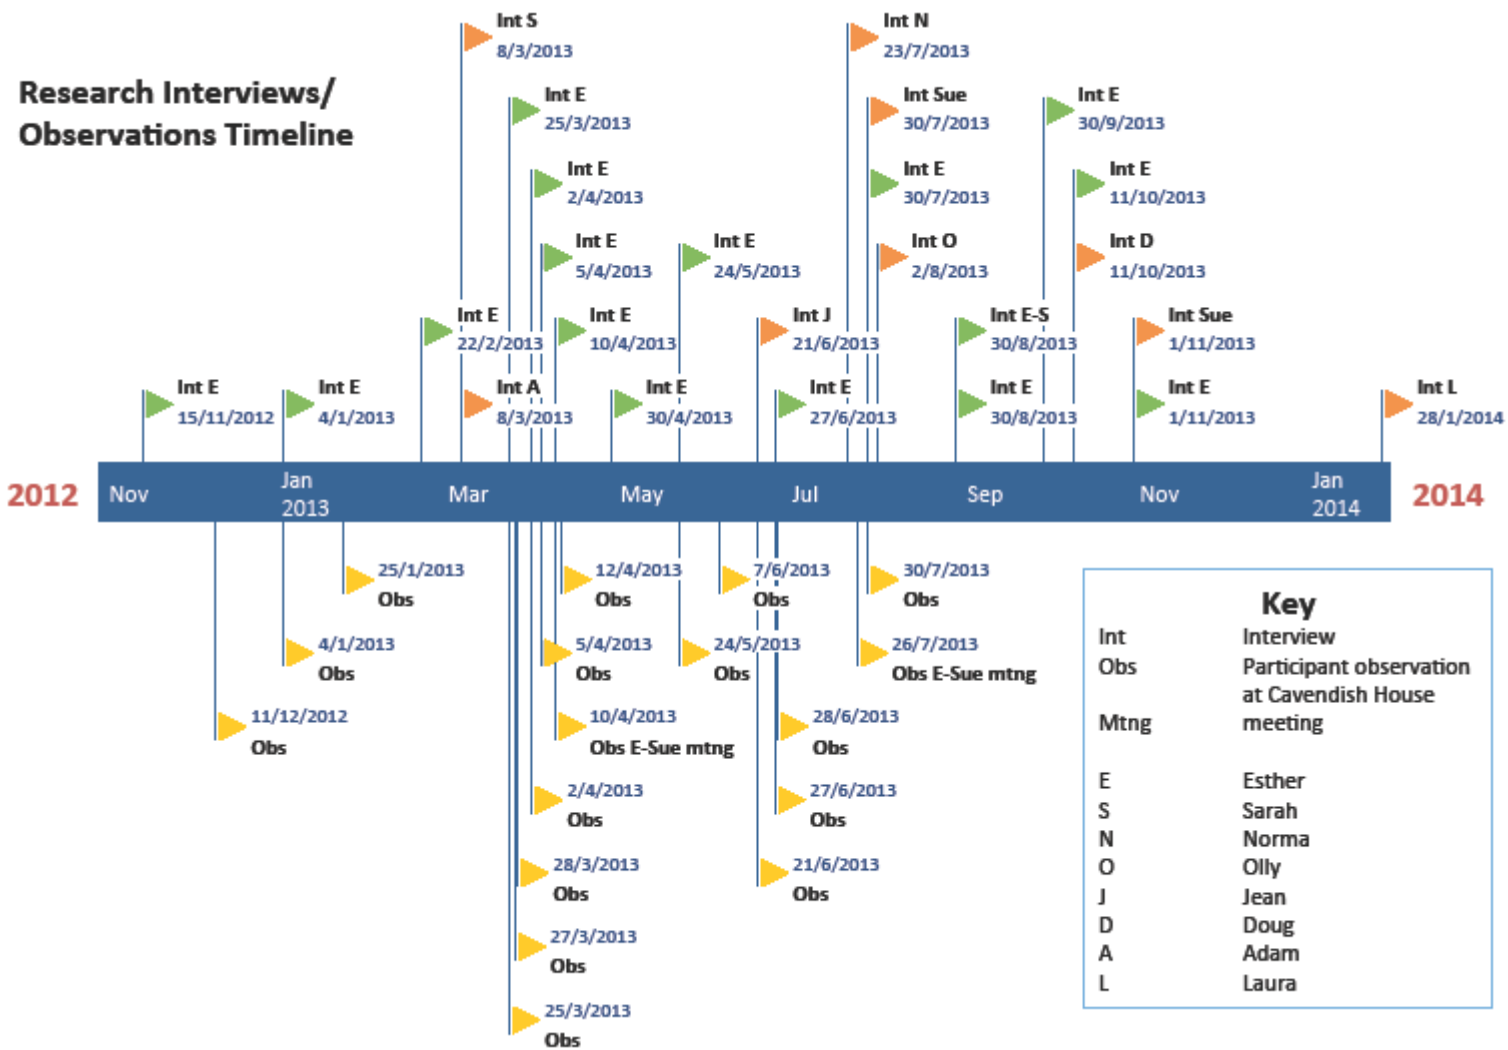 Research Interviews/
Observations Timeline
Int S
8/3/2013
Int N
23/7/2013
Int E
25/3/2013
Int Sue
30/7/2013
Int E
30/9/2013
Int E
2/4/2013
Int E
30/7/2013
Int E
11/10/2013
Int E
5/4/2013
Int E
24/5/2013
Int O
2/8/2013
Int D
11/10/2013
Int E
22/2/2013
Int E
10/4/2013
Int J
21/6/2013
Int E-S
30/8/2013
Int Sue
1/11/2013
Int E
15/11/2012
Int E
4/1/2013
Int A
8/3/2013
Int E
30/4/2013
Int E
27/6/2013
Int E
30/8/2013
Int E
1/11/2013
Int L
28/1/2014
2012
Nov
Jan
2013
Mar
May
Jul
Sep
Nov
Jan
2014
2014
25/1/2013
Obs
12/4/2013
Obs
7/6/2013
Obs
30/7/2013
Obs
4/1/2013
Obs
5/4/2013
Obs
24/5/2013
Obs
26/7/2013
Obs E-Sue mtng
11/12/2012
Obs
10/4/2013
Obs E-Sue mtng
28/6/2013
Obs
2/4/2013
Obs
27/6/2013
Obs
28/3/2013
Obs
21/6/2013
Obs
27/3/2013
Obs
25/3/2013
Obs
Key
Int Interview
Obs Participant observation
at Cavendish House
Mtng meeting
E Esther
S Sarah
N Norma
O Olly
J Jean
D Doug
A Adam
L Laura